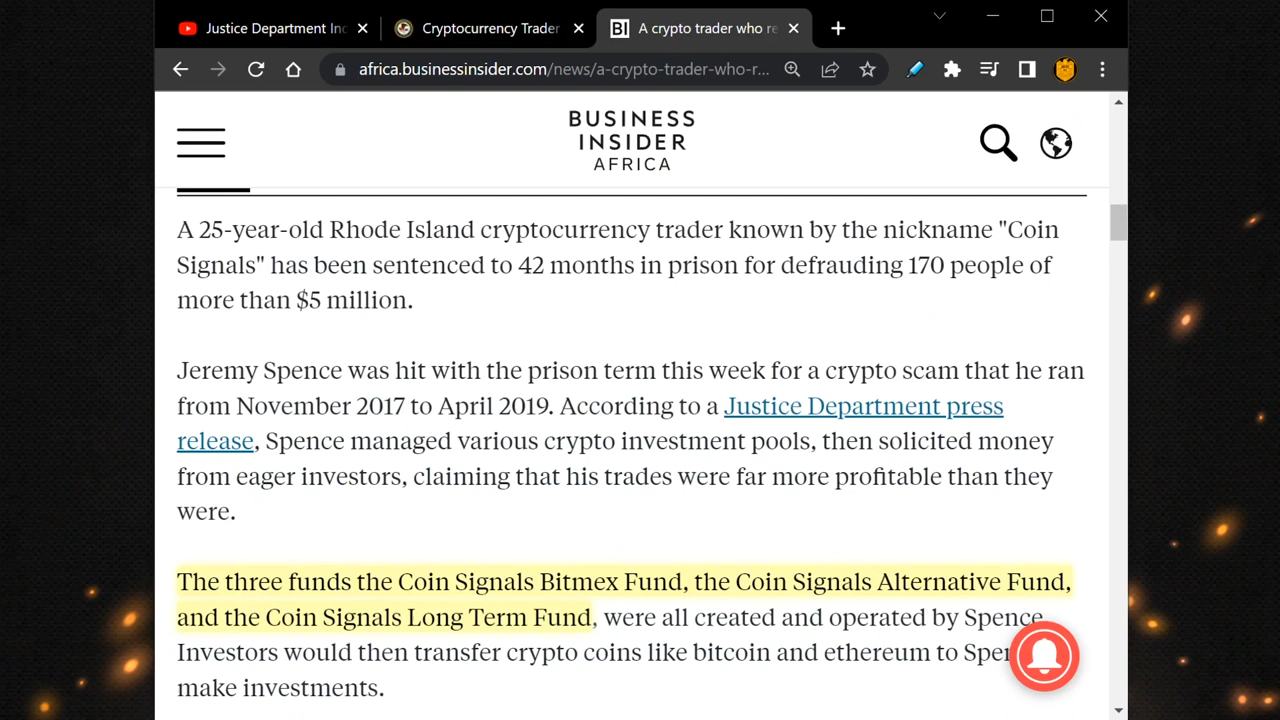 Justice Department Inc
Cryptocurrency Trader
BI
A crypto trader who re
africa.businessinsider.com/news/a-crypto-trader-who-r...
BUSINESS
INSIDER
AFRICA
A 25-year-old Rhode Island cryptocurrency trader known by the nickname "Coin
Signals" has been sentenced to 42 months in prison for defrauding 170 people of
more than $5 million.
Jeremy Spence was hit with the prison term this week for a crypto scam that he ran
from November 2017 to April 2019. According to a Justice Department press
release, Spence managed various crypto investment pools, then solicited money
from eager investors, claiming that his trades were far more profitable than they
were.
The three funds the Coin Signals Bitmex Fund, the Coin Signals Alternative Fund,
and the Coin Signals Long Term Fund, were all created and operated by Spence
Investors would then transfer crypto coins like bitcoin and ethereum to
make investments.